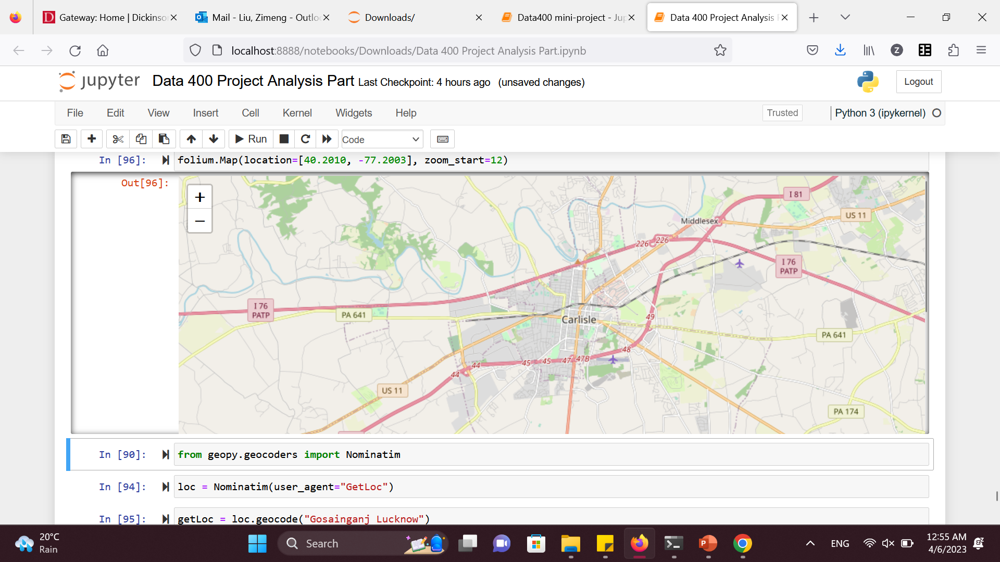 Gateway: Home | Dickinso
Mail - Liu, Zimeng - Outlo
Downloads/
Data400 mini-project - Jup
Data 400 Project Analysis P
localhost:8888/notebooks/Downloads/Data 400 Project Analysis Part.ipynb
Z
jupyter Data 400 Project Analysis Part Last Checkpoint: 4 hours ago (unsaved changes)
Logout
File Edit View Insert Cell Kernel Widgets Help
Trusted
Python 3 (ipykernel)
Run
Code
In [96]: folium.Map(location=[40.2010, -77.2003], zoom_start=12)
Out[96]:
+
−
I 81
US 11
Middlesex
226 226
I 76
PATP
I 76
PATP
PA 641
Carlisle
49
PA 641
48
44 45 45 47 47B
44
US 11
PA 174
In [90]: from geopy.geocoders import Nominatim
In [94]: loc = Nominatim(user_agent="GetLoc")
In [95]: getLoc = loc.geocode("Gosainganj Lucknow")
20°C
Rain
Search
ENG
12:55 AM
4/6/2023